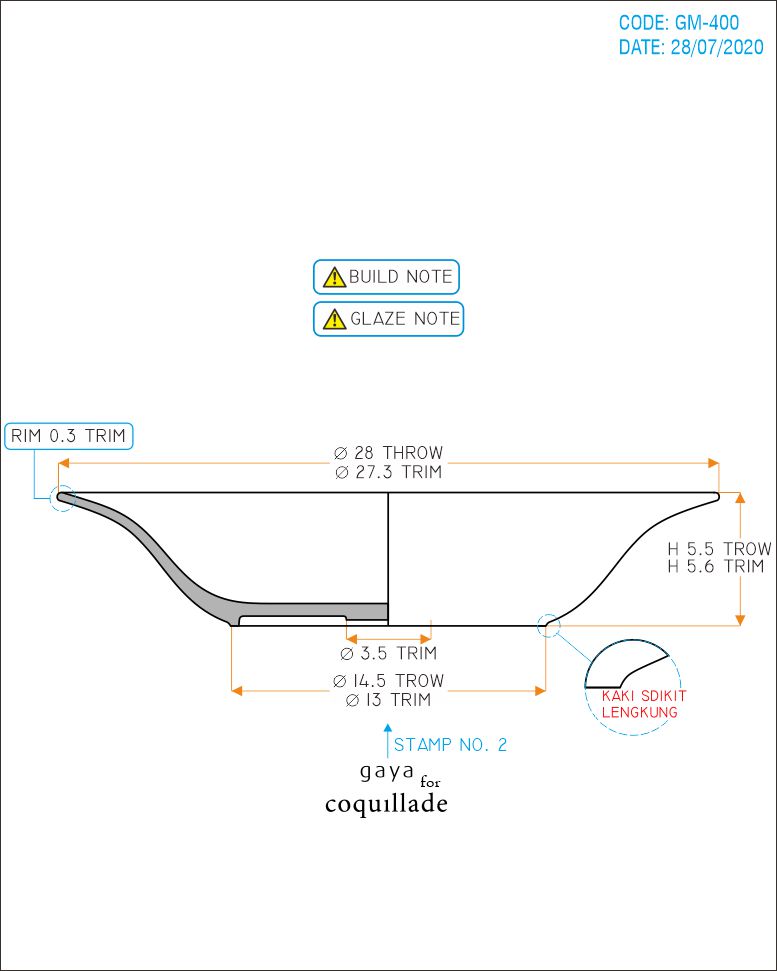 CODE: GM-400
DATE: 28/07/2020
BUILD NOTE
GLAZE NOTE
RIM 0.3 TRIM
Ø 28 THROW
Ø 27.3 TRIM
H 5.5 TROW
H 5.6 TRIM
Ø 3.5 TRIM
Ø 14.5 TROW
Ø 13 TRIM
KAKI SDIKIT
LENGKUNG
STAMP NO. 2
gaya for
coquillade